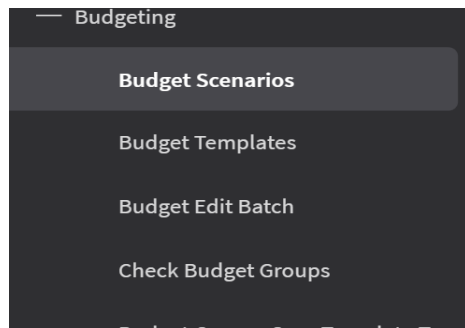 Budgeting
Budget Scenarios
Budget Templates
Budget Edit Batch
Check Budget Groups